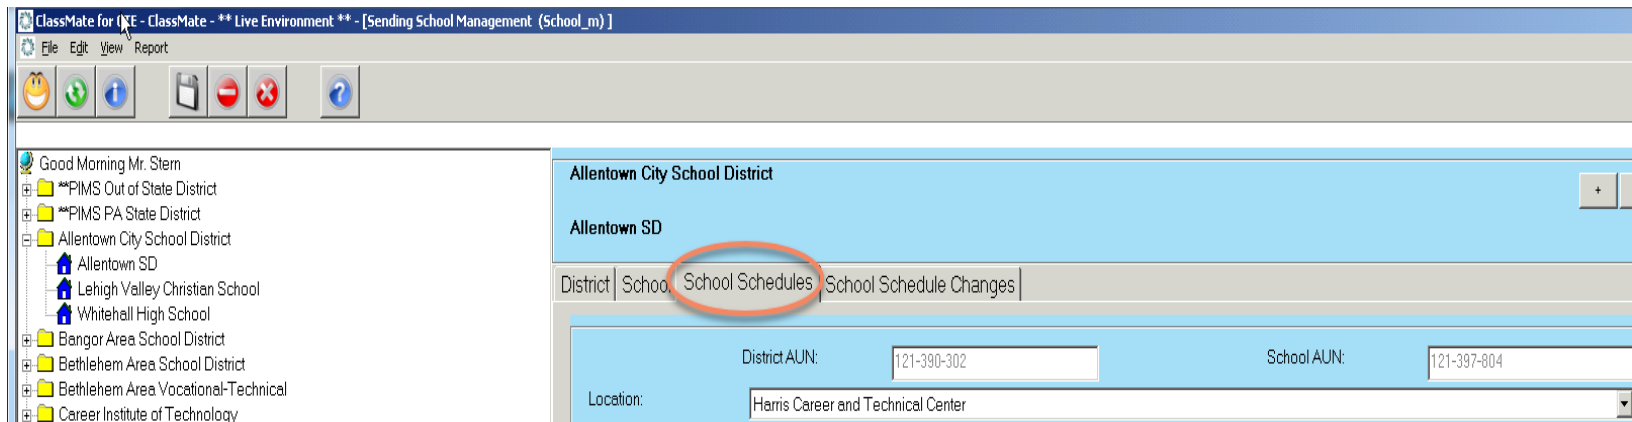 ClassMate for CTE - ClassMate - ** Live Environment ** - [Sending School Management (School_m) ]
File Edit View Report
Good Morning Mr. Stern
**PIMS Out of State District
**PIMS PA State District
Allentown City School District
Allentown SD
Lehigh Valley Christian School
Whitehall High School
Bangor Area School District
Bethlehem Area School District
Bethlehem Area Vocational-Technical
Career Institute of Technology
Allentown City School District
+
Allentown SD
District School School Schedules School Schedule Changes
District AUN: 121-390-302 School AUN: 121-397-804
Location: Harris Career and Technical Center